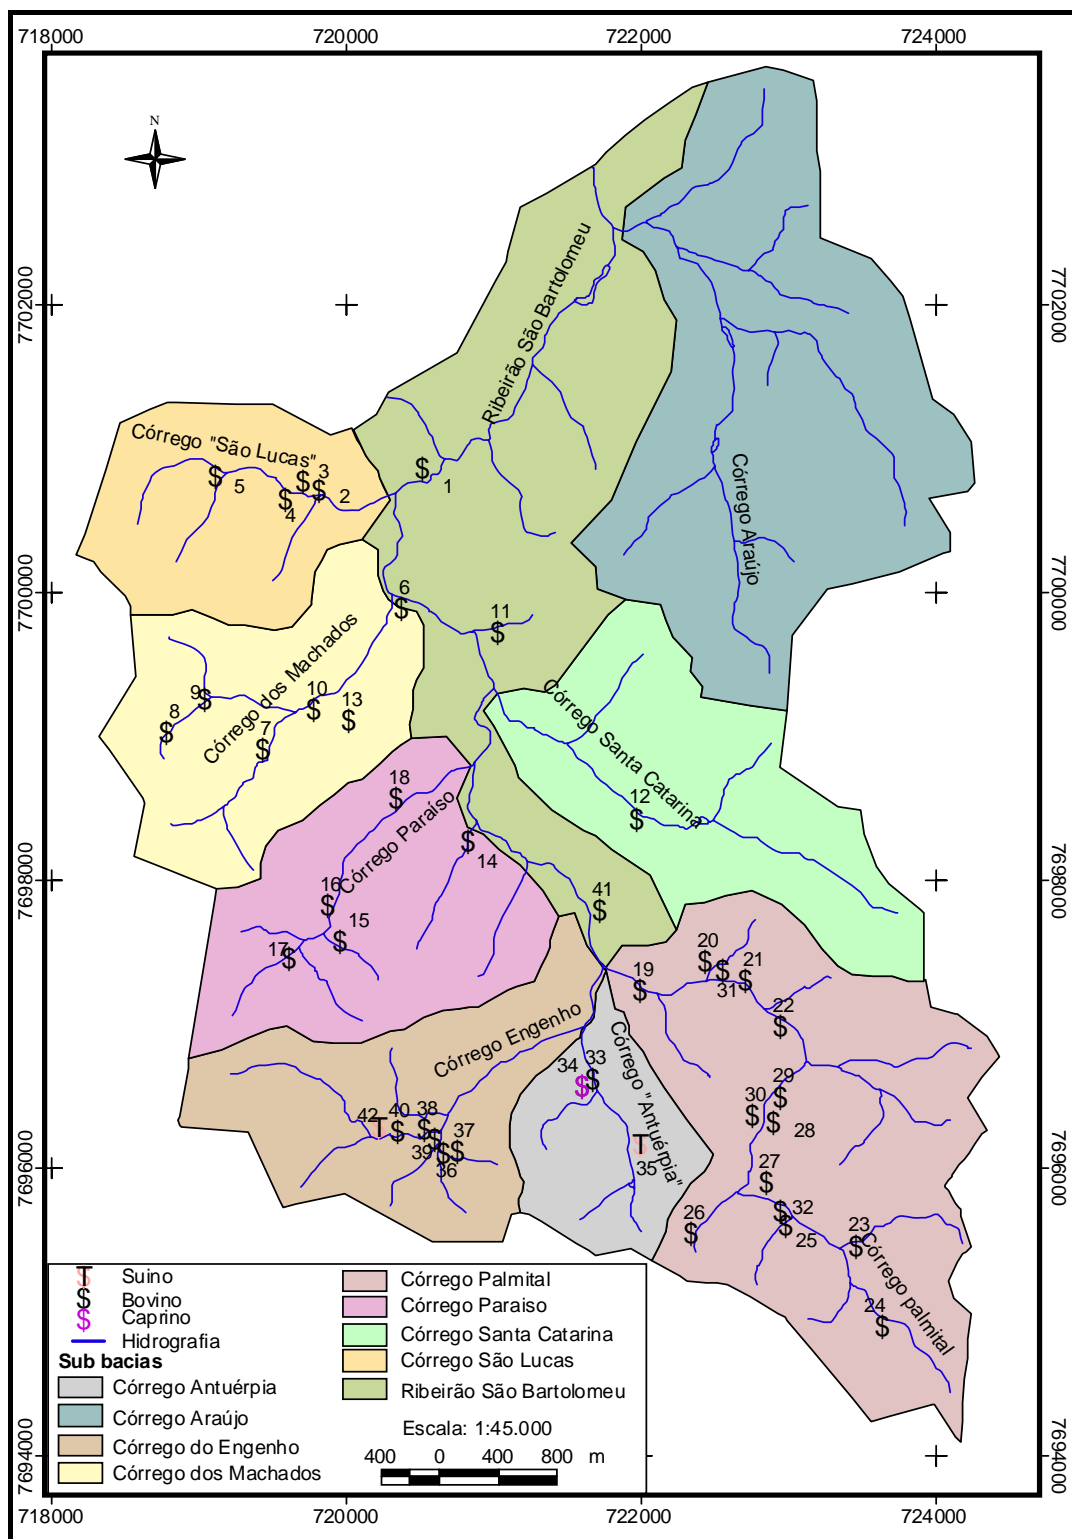 718000 720000 722000 724000
N
7702000 7702000
Ribeirão São Bartolomeu
Córrego "São Lucas"
Córrego Araújo
3
5
2
4
1
7700000 7700000
6
11
Córrego dos Machados
9
10
13
8
7
Córrego Santa Catarina
12
18
Córrego Paraíso
14
7698000 7698000
16
15
17
41
20
21
19
31
22
Córrego Engenho
Córrego "Antuérpia"
34
33
29
30
28
42
40
38
37
39
36
35
7696000 7696000
27
26
32
25
23
Córrego palmital
24
T Suino
$ Bovino
$ Caprino
Hidrografia
Sub bacias
Córrego Antuérpia
Córrego Araújo
Córrego do Engenho
Córrego dos Machados
Córrego Palmital
Córrego Paraiso
Córrego Santa Catarina
Córrego São Lucas
Ribeirão São Bartolomeu
Escala: 1:45.000
400 0 400 800 m
7694000 7694000
718000 720000 722000 724000